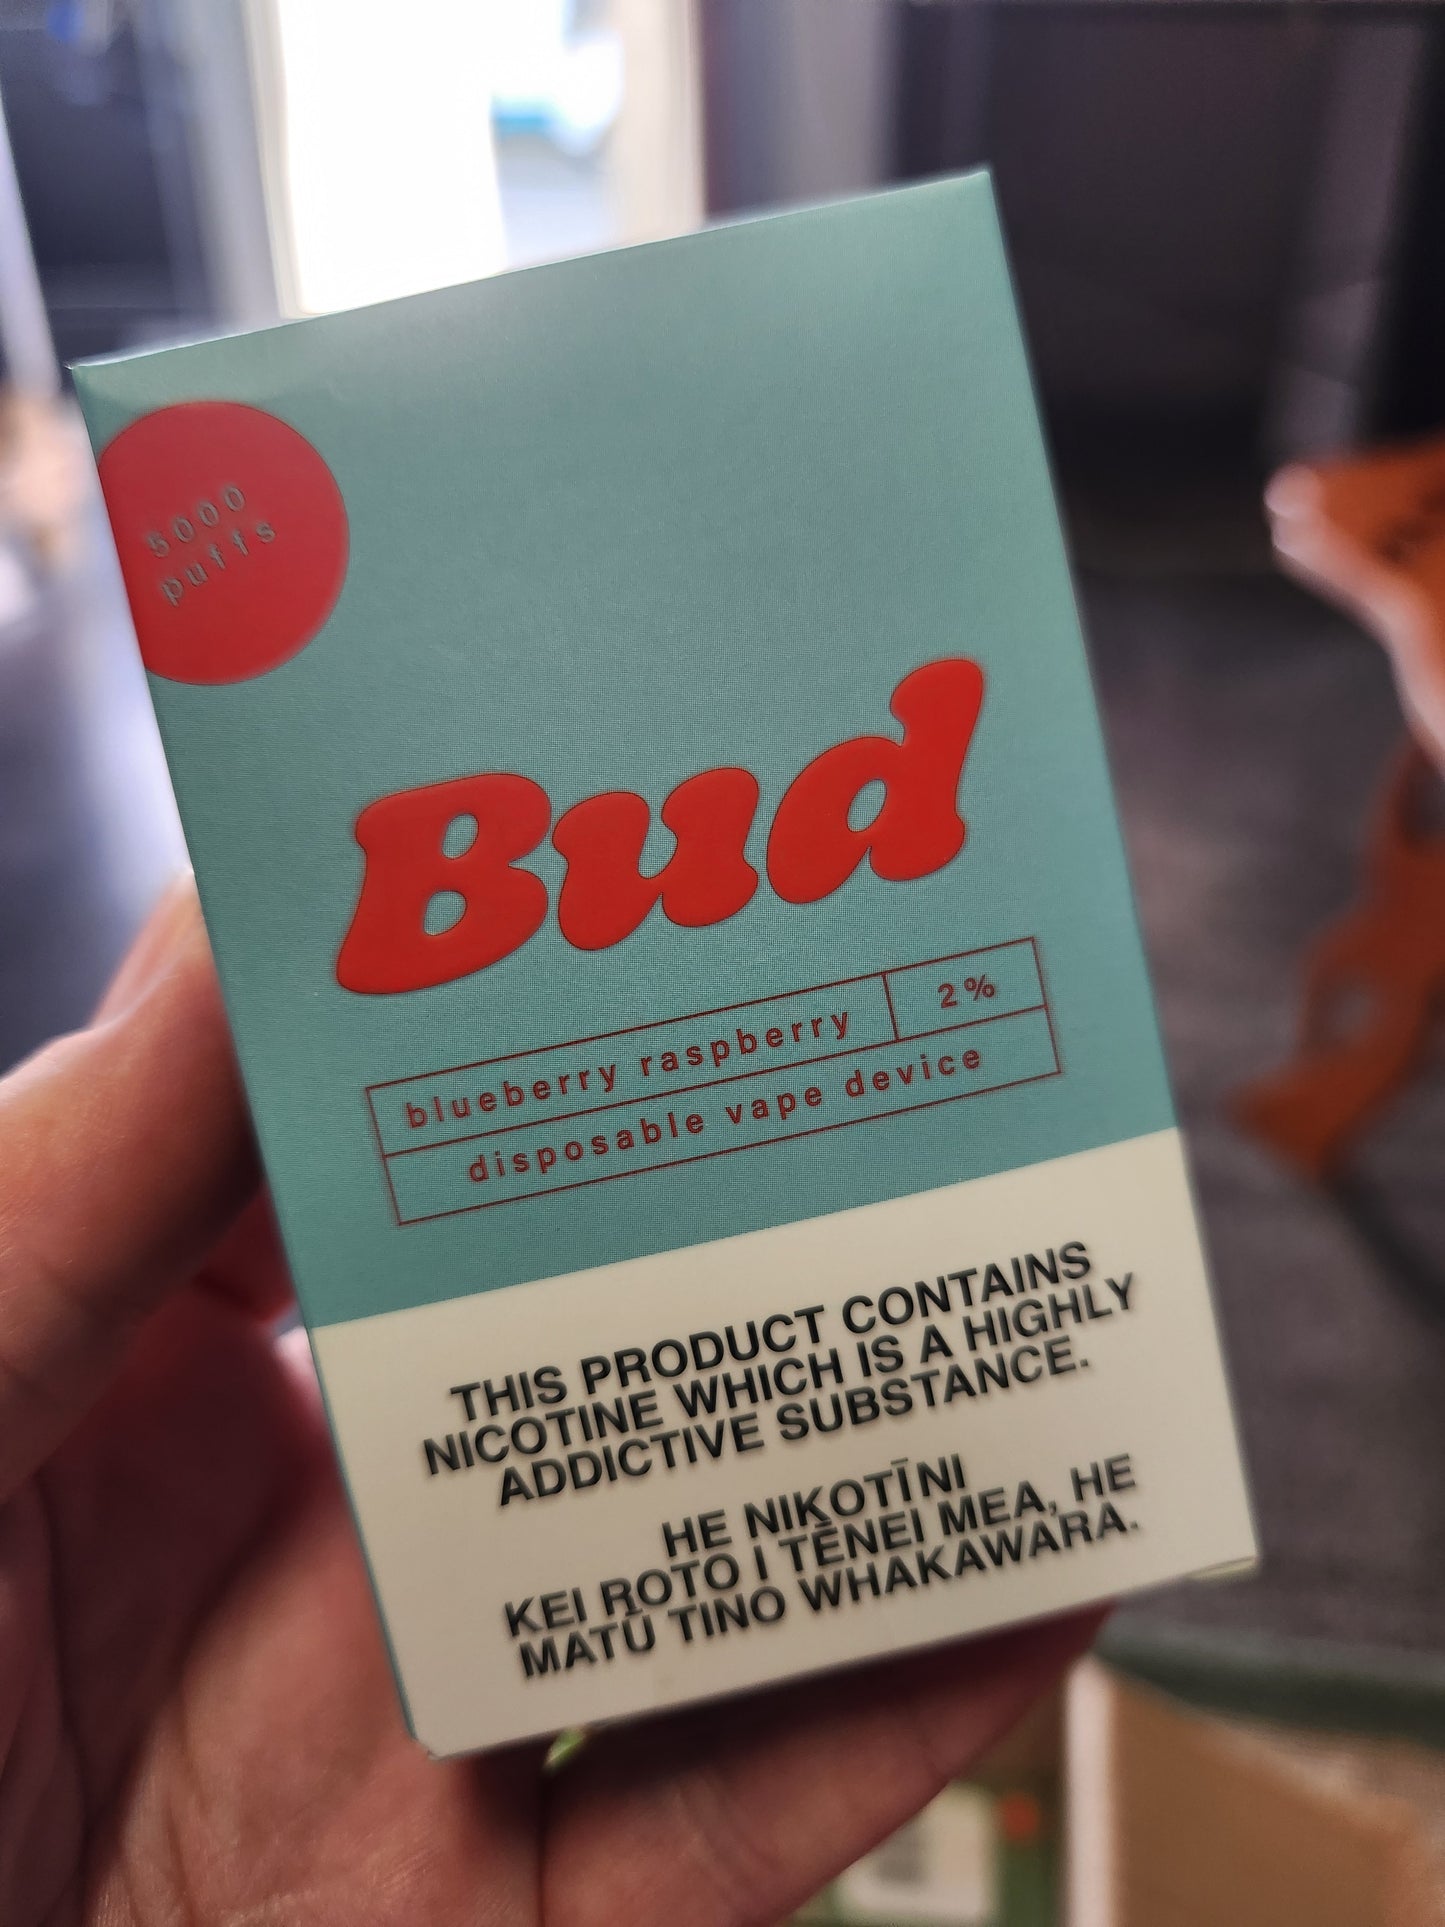 5000
puffs
Bud
blueberry raspberry 2%
disposable vape device
THIS PRODUCT CONTAINS
NICOTINE WHICH IS A HIGHLY
ADDICTIVE SUBSTANCE.
HE NIKOTĪNI
KEI ROTO I TĒNEI MEA, HE
MATŪ TINO WHAKAWARA.